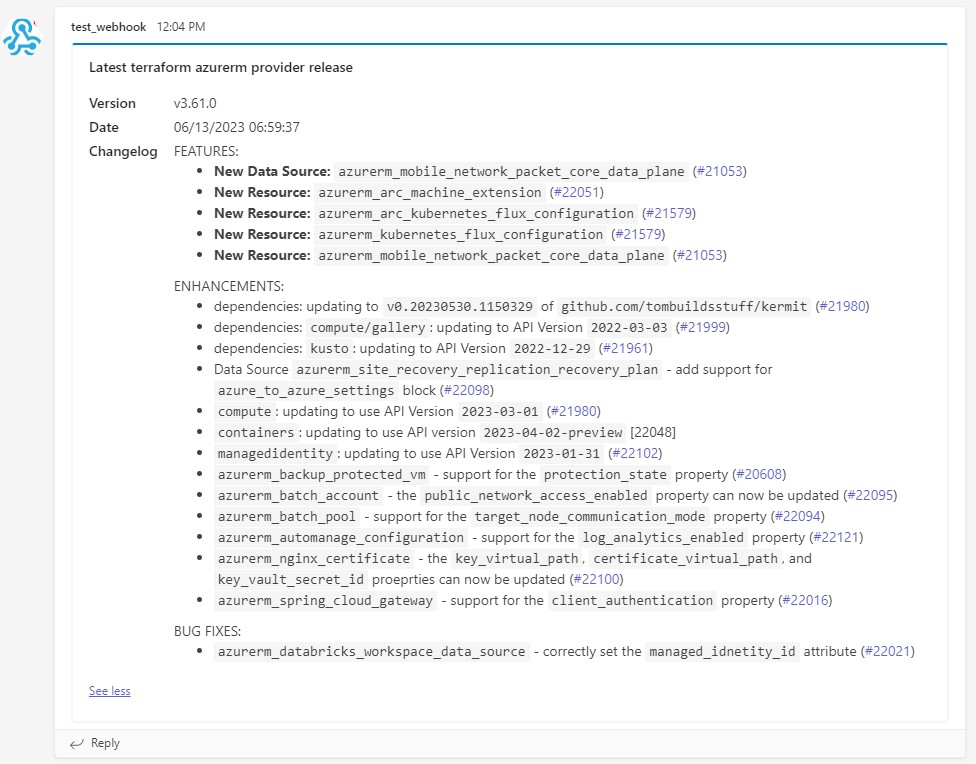 test_webhook 12:04 PM
Latest terraform azurerm provider release
Version v3.61.0
Date 06/13/2023 06:59:37
Changelog FEATURES:
• New Data Source: azurerm_mobile_network_packet_core_data_plane (#21053)
• New Resource: azurerm_arc_machine_extension (#22051)
• New Resource: azurerm_arc_kubernetes_flux_configuration (#21579)
• New Resource: azurerm_kubernetes_flux_configuration (#21579)
• New Resource: azurerm_mobile_network_packet_core_data_plane (#21053)
ENHANCEMENTS:
• dependencies: updating to v0.20230530.1150329 of github.com/tombuildsstuff/kermit (#21980)
• dependencies: compute/gallery : updating to API Version 2022-03-03 (#21999)
• dependencies: kusto : updating to API Version 2022-12-29 (#21961)
• Data Source azurerm_site_recovery_replication_recovery_plan - add support for
azure_to_azure_settings block (#22098)
• compute : updating to use API Version 2023-03-01 (#21980)
• containers : updating to use API version 2023-04-02-preview [22048]
• managedidentity : updating to use API Version 2023-01-31 (#22102)
• azurerm_backup_protected_vm - support for the protection_state property (#20608)
• azurerm_batch_account - the public_network_access_enabled property can now be updated (#22095)
• azurerm_batch_pool - support for the target_node_communication_mode property (#22094)
• azurerm_automanage_configuration - support for the log_analytics_enabled property (#22121)
• azurerm_nginx_certificate - the key_virtual_path , certificate_virtual_path , and
key_vault_secret_id proeprties can now be updated (#22100)
• azurerm_spring_cloud_gateway - support for the client_authentication property (#22016)
BUG FIXES:
• azurerm_databricks_workspace_data_source - correctly set the managed_idnetity_id attribute (#22021)
See less
Reply